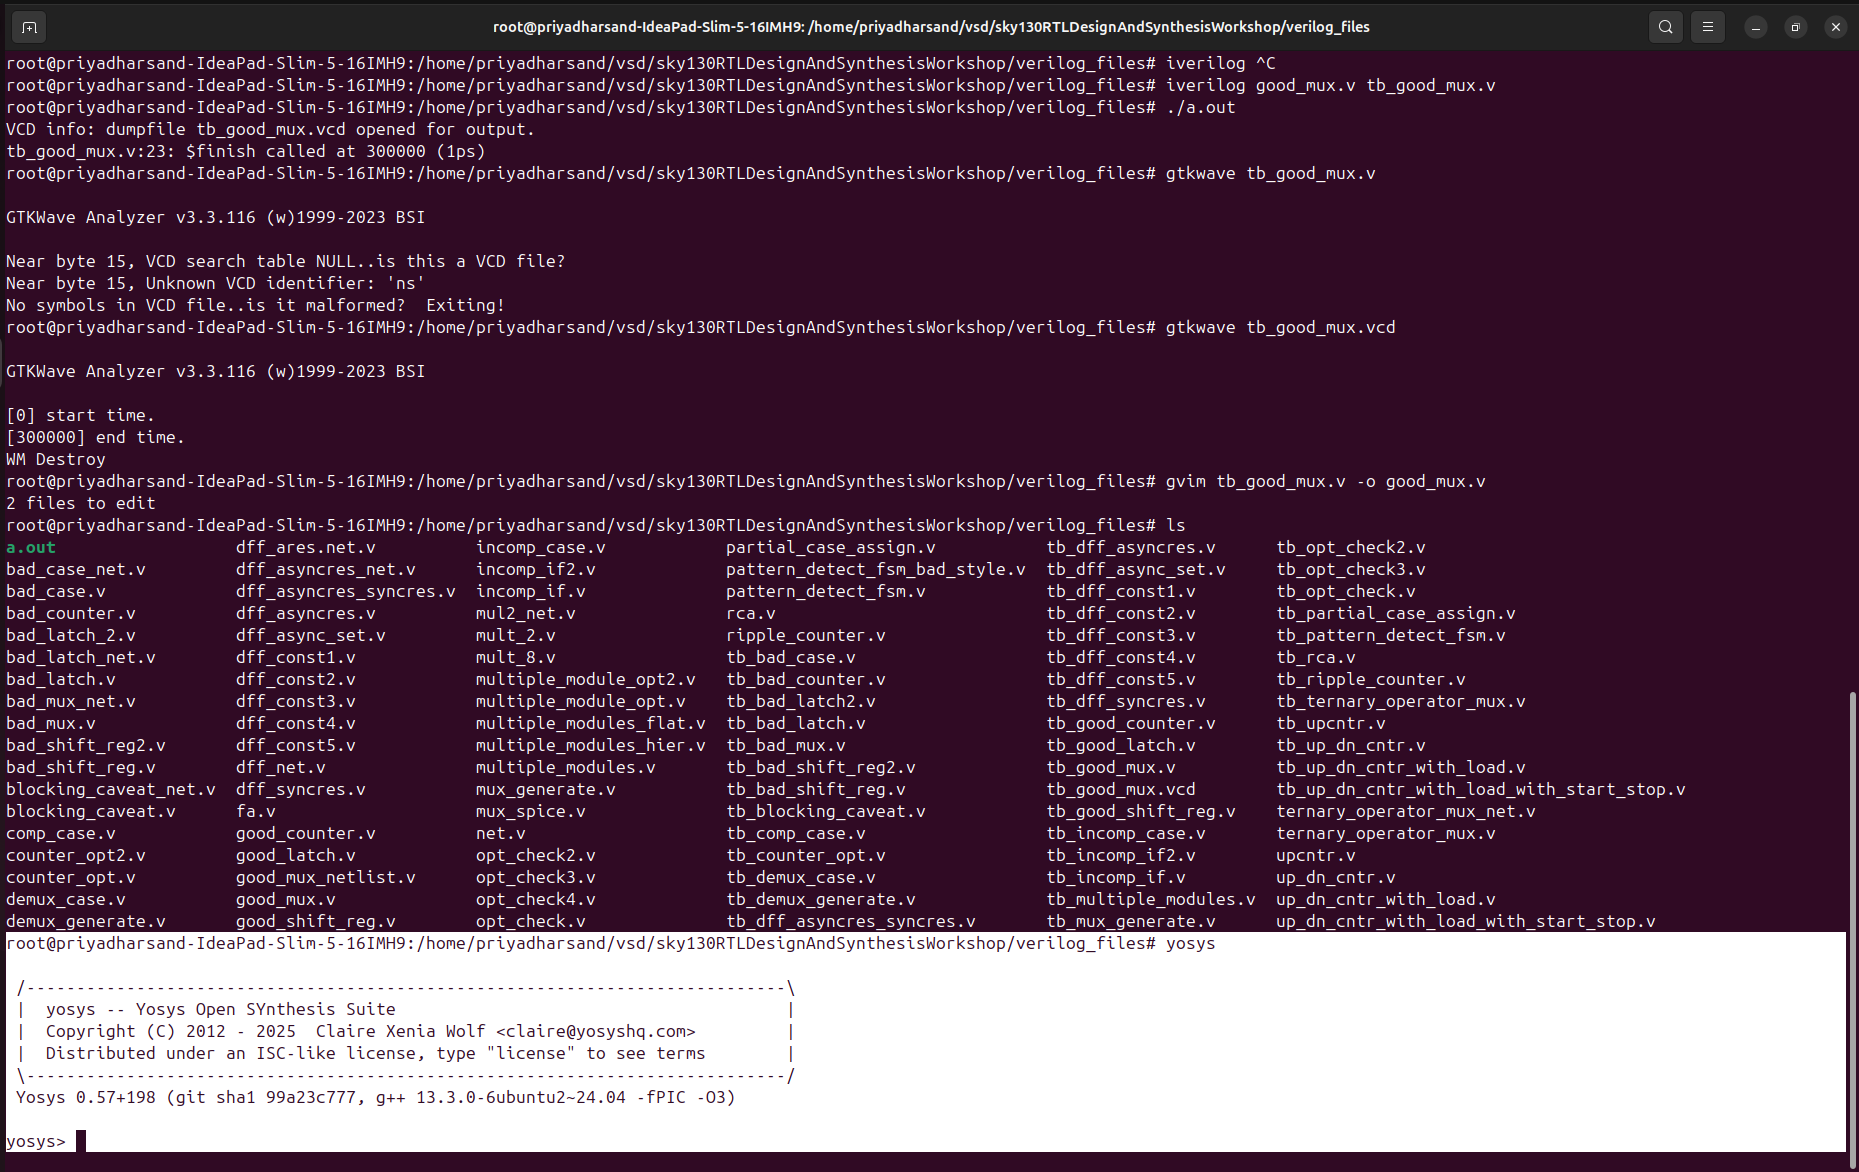 root@priyadharsand-IdeaPad-Slim-5-16IMH9: /home/priyadharsand/vsd/sky130RTLDesignAndSynthesisWorkshop/verilog_files
root@priyadharsand-IdeaPad-Slim-5-16IMH9:/home/priyadharsand/vsd/sky130RTLDesignAndSynthesisWorkshop/verilog_files# iverilog ^C
root@priyadharsand-IdeaPad-Slim-5-16IMH9:/home/priyadharsand/vsd/sky130RTLDesignAndSynthesisWorkshop/verilog_files# iverilog good_mux.v tb_good_mux.v
root@priyadharsand-IdeaPad-Slim-5-16IMH9:/home/priyadharsand/vsd/sky130RTLDesignAndSynthesisWorkshop/verilog_files# ./a.out
VCD info: dumpfile tb_good_mux.vcd opened for output.
tb_good_mux.v:23: $finish called at 300000 (1ps)
root@priyadharsand-IdeaPad-Slim-5-16IMH9:/home/priyadharsand/vsd/sky130RTLDesignAndSynthesisWorkshop/verilog_files# gtkwave tb_good_mux.v
GTKWave Analyzer v3.3.116 (w)1999-2023 BSI
Near byte 15, VCD search table NULL..is this a VCD file?
Near byte 15, Unknown VCD identifier: 'ns'
No symbols in VCD file..is it malformed?  Exiting!
root@priyadharsand-IdeaPad-Slim-5-16IMH9:/home/priyadharsand/vsd/sky130RTLDesignAndSynthesisWorkshop/verilog_files# gtkwave tb_good_mux.vcd
GTKWave Analyzer v3.3.116 (w)1999-2023 BSI
[0] start time.
[300000] end time.
WM Destroy
root@priyadharsand-IdeaPad-Slim-5-16IMH9:/home/priyadharsand/vsd/sky130RTLDesignAndSynthesisWorkshop/verilog_files# gvim tb_good_mux.v -o good_mux.v
2 files to edit
root@priyadharsand-IdeaPad-Slim-5-16IMH9:/home/priyadharsand/vsd/sky130RTLDesignAndSynthesisWorkshop/verilog_files# ls
a.out                  dff_ares.net.v          incomp_case.v            partial_case_assign.v           tb_dff_asyncres.v      tb_opt_check2.v
bad_case_net.v         dff_asyncres_net.v      incomp_if2.v             pattern_detect_fsm_bad_style.v  tb_dff_async_set.v     tb_opt_check3.v
bad_case.v             dff_asyncres_syncres.v  incomp_if.v              pattern_detect_fsm.v            tb_dff_const1.v        tb_opt_check.v
bad_counter.v          dff_asyncres.v          mul2_net.v               rca.v                           tb_dff_const2.v        tb_partial_case_assign.v
bad_latch_2.v          dff_async_set.v         mult_2.v                 ripple_counter.v                tb_dff_const3.v        tb_pattern_detect_fsm.v
bad_latch_net.v        dff_const1.v            mult_8.v                 tb_bad_case.v                   tb_dff_const4.v        tb_rca.v
bad_latch.v            dff_const2.v            multiple_module_opt2.v   tb_bad_counter.v                tb_dff_const5.v        tb_ripple_counter.v
bad_mux_net.v          dff_const3.v            multiple_module_opt.v    tb_bad_latch2.v                 tb_dff_syncres.v       tb_ternary_operator_mux.v
bad_mux.v              dff_const4.v            multiple_modules_flat.v  tb_bad_latch.v                  tb_good_counter.v      tb_upcntr.v
bad_shift_reg2.v       dff_const5.v            multiple_modules_hier.v  tb_bad_mux.v                    tb_good_latch.v        tb_up_dn_cntr.v
bad_shift_reg.v        dff_net.v               multiple_modules.v       tb_bad_shift_reg2.v             tb_good_mux.v          tb_up_dn_cntr_with_load.v
blocking_caveat_net.v  dff_syncres.v           mux_generate.v           tb_bad_shift_reg.v              tb_good_mux.vcd        tb_up_dn_cntr_with_load_with_start_stop.v
blocking_caveat.v      fa.v                    mux_spice.v              tb_blocking_caveat.v            tb_good_shift_reg.v    ternary_operator_mux_net.v
comp_case.v            good_counter.v          net.v                    tb_comp_case.v                  tb_incomp_case.v       ternary_operator_mux.v
counter_opt2.v         good_latch.v            opt_check2.v             tb_counter_opt.v                tb_incomp_if2.v        upcntr.v
counter_opt.v          good_mux_netlist.v      opt_check3.v             tb_demux_case.v                 tb_incomp_if.v         up_dn_cntr.v
demux_case.v           good_mux.v              opt_check4.v             tb_demux_generate.v             tb_multiple_modules.v  up_dn_cntr_with_load.v
demux_generate.v       good_shift_reg.v        opt_check.v              tb_dff_asyncres_syncres.v       tb_mux_generate.v      up_dn_cntr_with_load_with_start_stop.v
root@priyadharsand-IdeaPad-Slim-5-16IMH9:/home/priyadharsand/vsd/sky130RTLDesignAndSynthesisWorkshop/verilog_files# yosys
 /----------------------------------------------------------------------------\
 |  yosys -- Yosys Open SYnthesis Suite                                       |
 |  Copyright (C) 2012 - 2025  Claire Xenia Wolf <claire@yosyshq.com>         |
 |  Distributed under an ISC-like license, type "license" to see terms        |
 \----------------------------------------------------------------------------/
 Yosys 0.57+198 (git sha1 99a23c777, g++ 13.3.0-6ubuntu2~24.04 -fPIC -O3)
yosys>